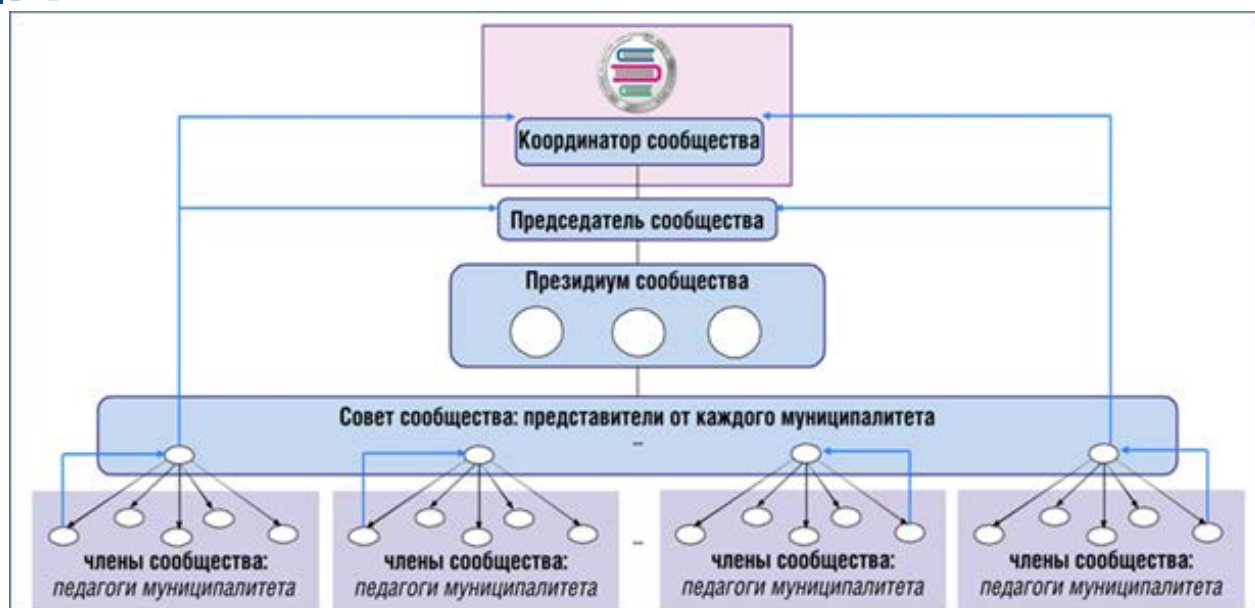 Координатор сообщества
Председатель сообщества
Президиум сообщества
Совет сообщества: представители от каждого муниципалитета
...
члены сообщества:
педагоги муниципалитета
члены сообщества:
педагоги муниципалитета
...
члены сообщества:
педагоги муниципалитета
члены сообщества:
педагоги муниципалитета